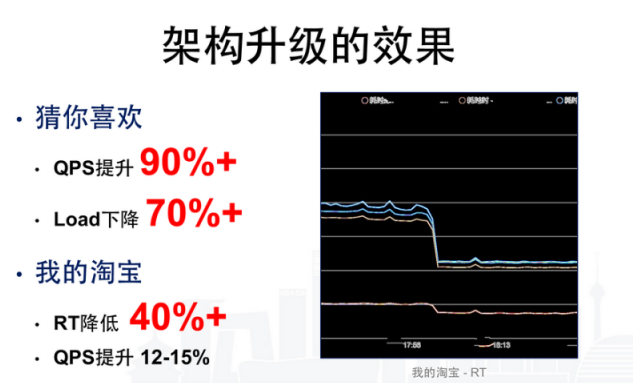 架构升级的效果
• 猜你喜欢
• QPS提升 90%+
• Load下降 70%+
• 我的淘宝
• RT降低 40%+
• QPS提升 12-15%
17:58
18:13
我的淘宝 - RT